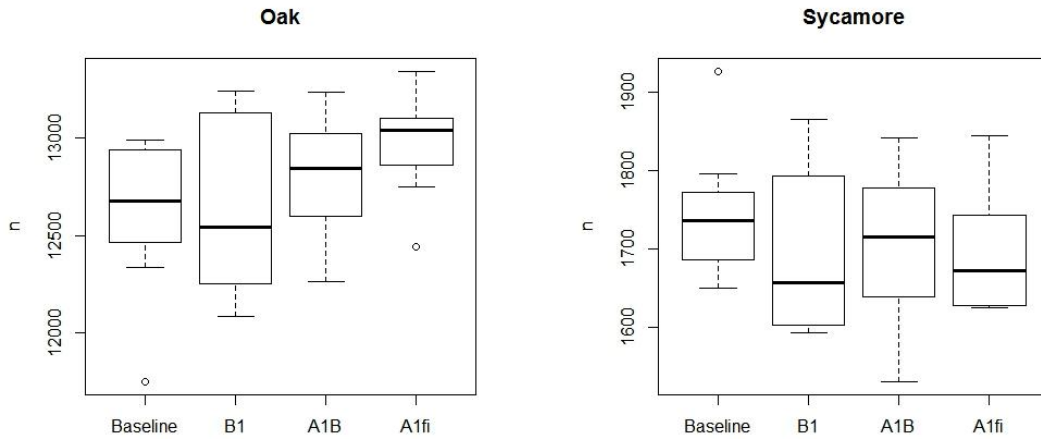 Oak
n
13000
12500
12000
Baseline B1 A1B A1fi
Sycamore
n
1900
1800
1700
1600
Baseline B1 A1B A1fi